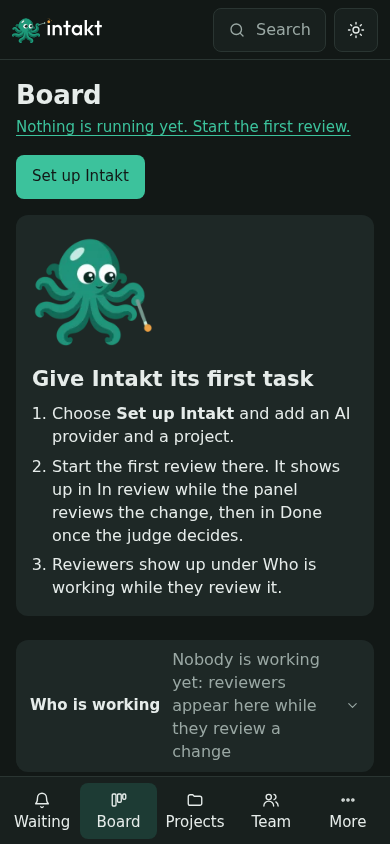 intakt
Search
Board
Nothing is running yet. Start the first review.
Set up Intakt
Give Intakt its first task
1. Choose Set up Intakt and add an AI
provider and a project.
2. Start the first review there. It shows
up in In review while the panel
reviews the change, then in Done
once the judge decides.
3. Reviewers show up under Who is
working while they review it.
Who is working
Nobody is working
yet: reviewers
appear here while
they review a
change
Waiting
Board
Projects
Team
More